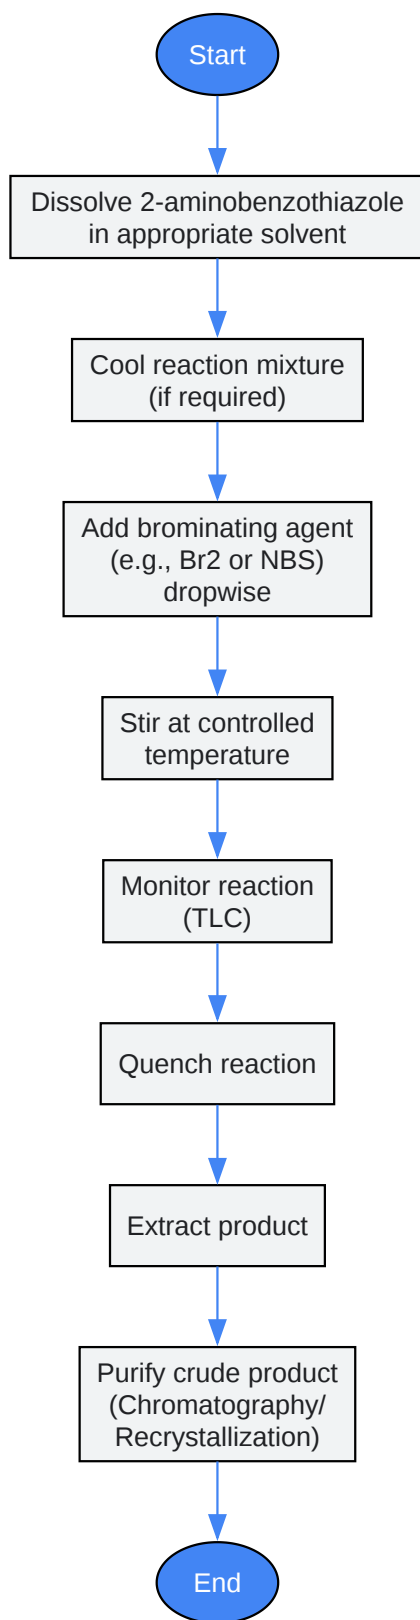 Start
Dissolve 2-aminobenzothiazole
in appropriate solvent
Cool reaction mixture
(if required)
Add brominating agent
(e.g., Br2 or NBS)
dropwise
Stir at controlled
temperature
Monitor reaction
(TLC)
Quench reaction
Extract product
Purify crude product
(Chromatography/
Recrystallization)
End